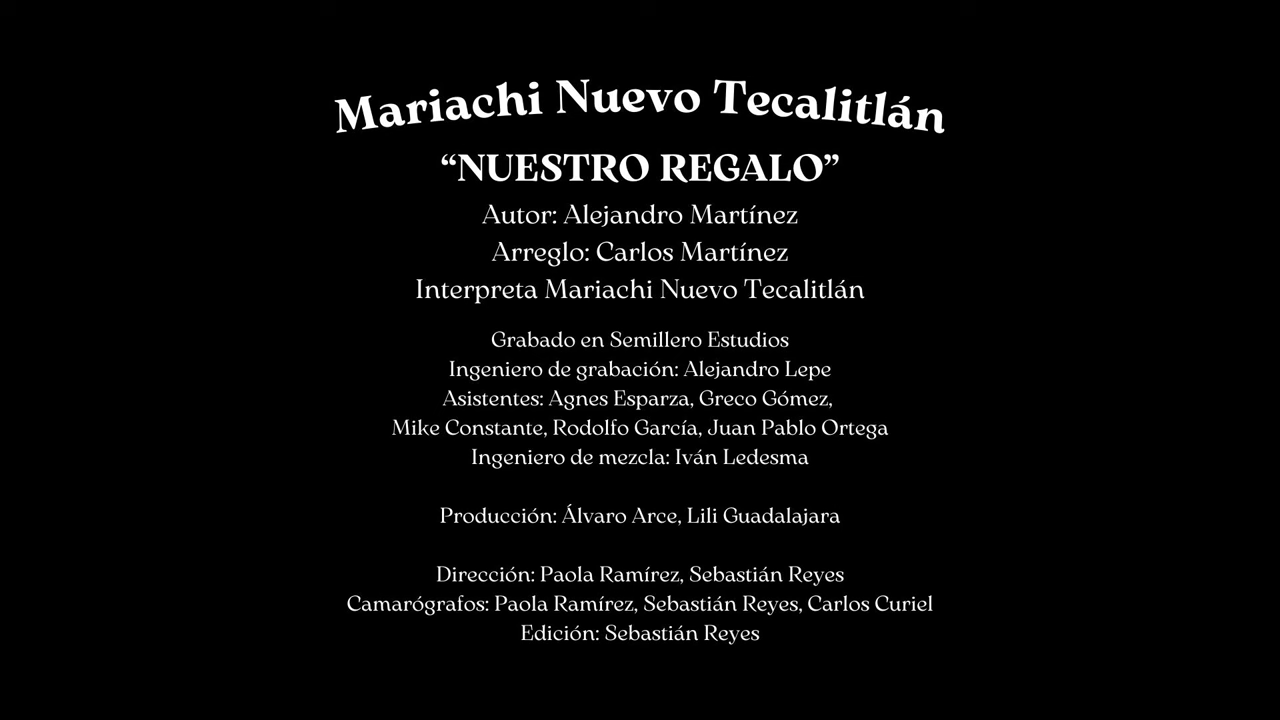 Mariachi Nuevo Tecalitlán
“NUESTRO REGALO”
Autor: Alejandro Martínez
Arreglo: Carlos Martínez
Interpreta Mariachi Nuevo Tecalitlán
Grabado en Semillero Estudios
Ingeniero de grabación: Alejandro Lepe
Asistentes: Agnes Esparza, Greco Gómez,
Mike Constante, Rodolfo García, Juan Pablo Ortega
Ingeniero de mezcla: Iván Ledesma
Producción: Álvaro Arce, Lili Guadalajara
Dirección: Paola Ramírez, Sebastián Reyes
Camarógrafos: Paola Ramírez, Sebastián Reyes, Carlos Curiel
Edición: Sebastián Reyes